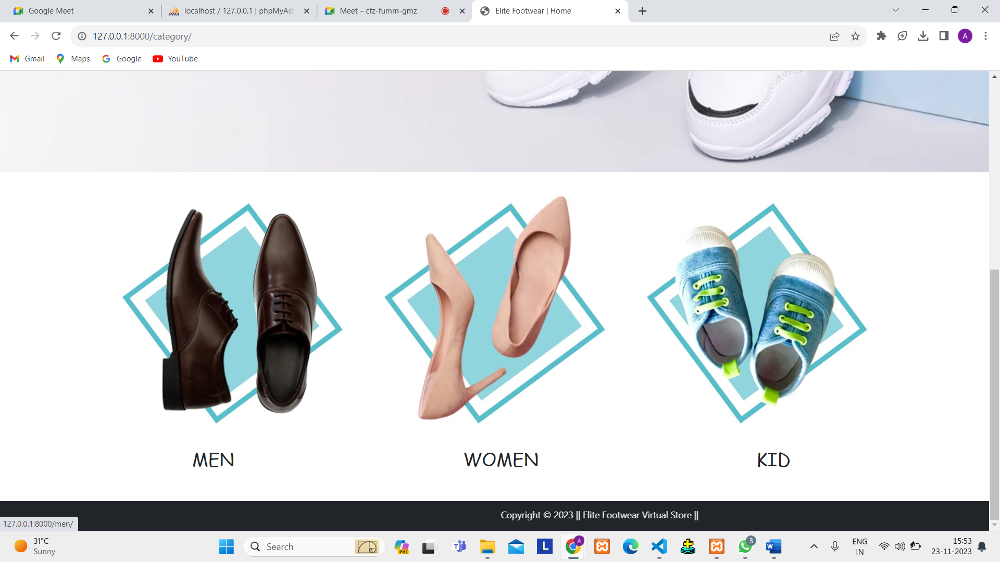 Google Meet
localhost / 127.0.0.1 | phpMyAdr
Meet – cfz-fumm-gmz
Elite Footwear | Home
127.0.0.1:8000/category/
A
Gmail
Maps
Google
YouTube
MEN
WOMEN
KID
Copyright © 2023 || Elite Footwear Virtual Store ||
127.0.0.1:8000/men/
31°C
Sunny
Search
PRE
L
A
3
W
ENG
IN
15:53
23-11-2023